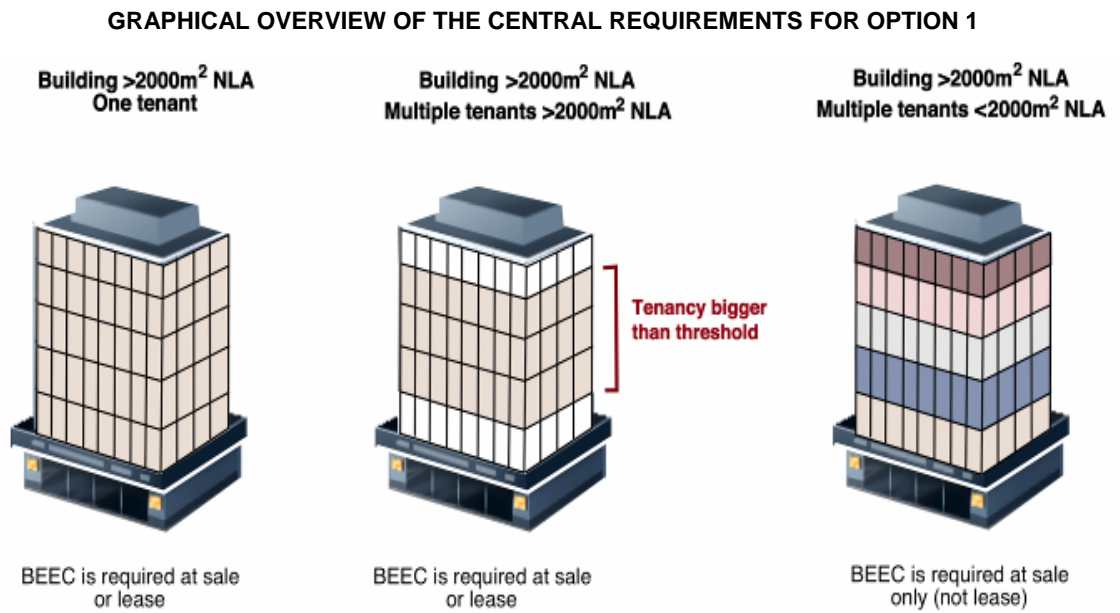 GRAPHICAL OVERVIEW OF THE CENTRAL REQUIREMENTS FOR OPTION 1
Building >2000m² NLA
One tenant
Building >2000m² NLA
Multiple tenants >2000m² NLA
Building >2000m² NLA
Multiple tenants <2000m² NLA
Tenancy bigger
than threshold
BEEC is required at sale
or lease
BEEC is required at sale
or lease
BEEC is required at sale
only (not lease)